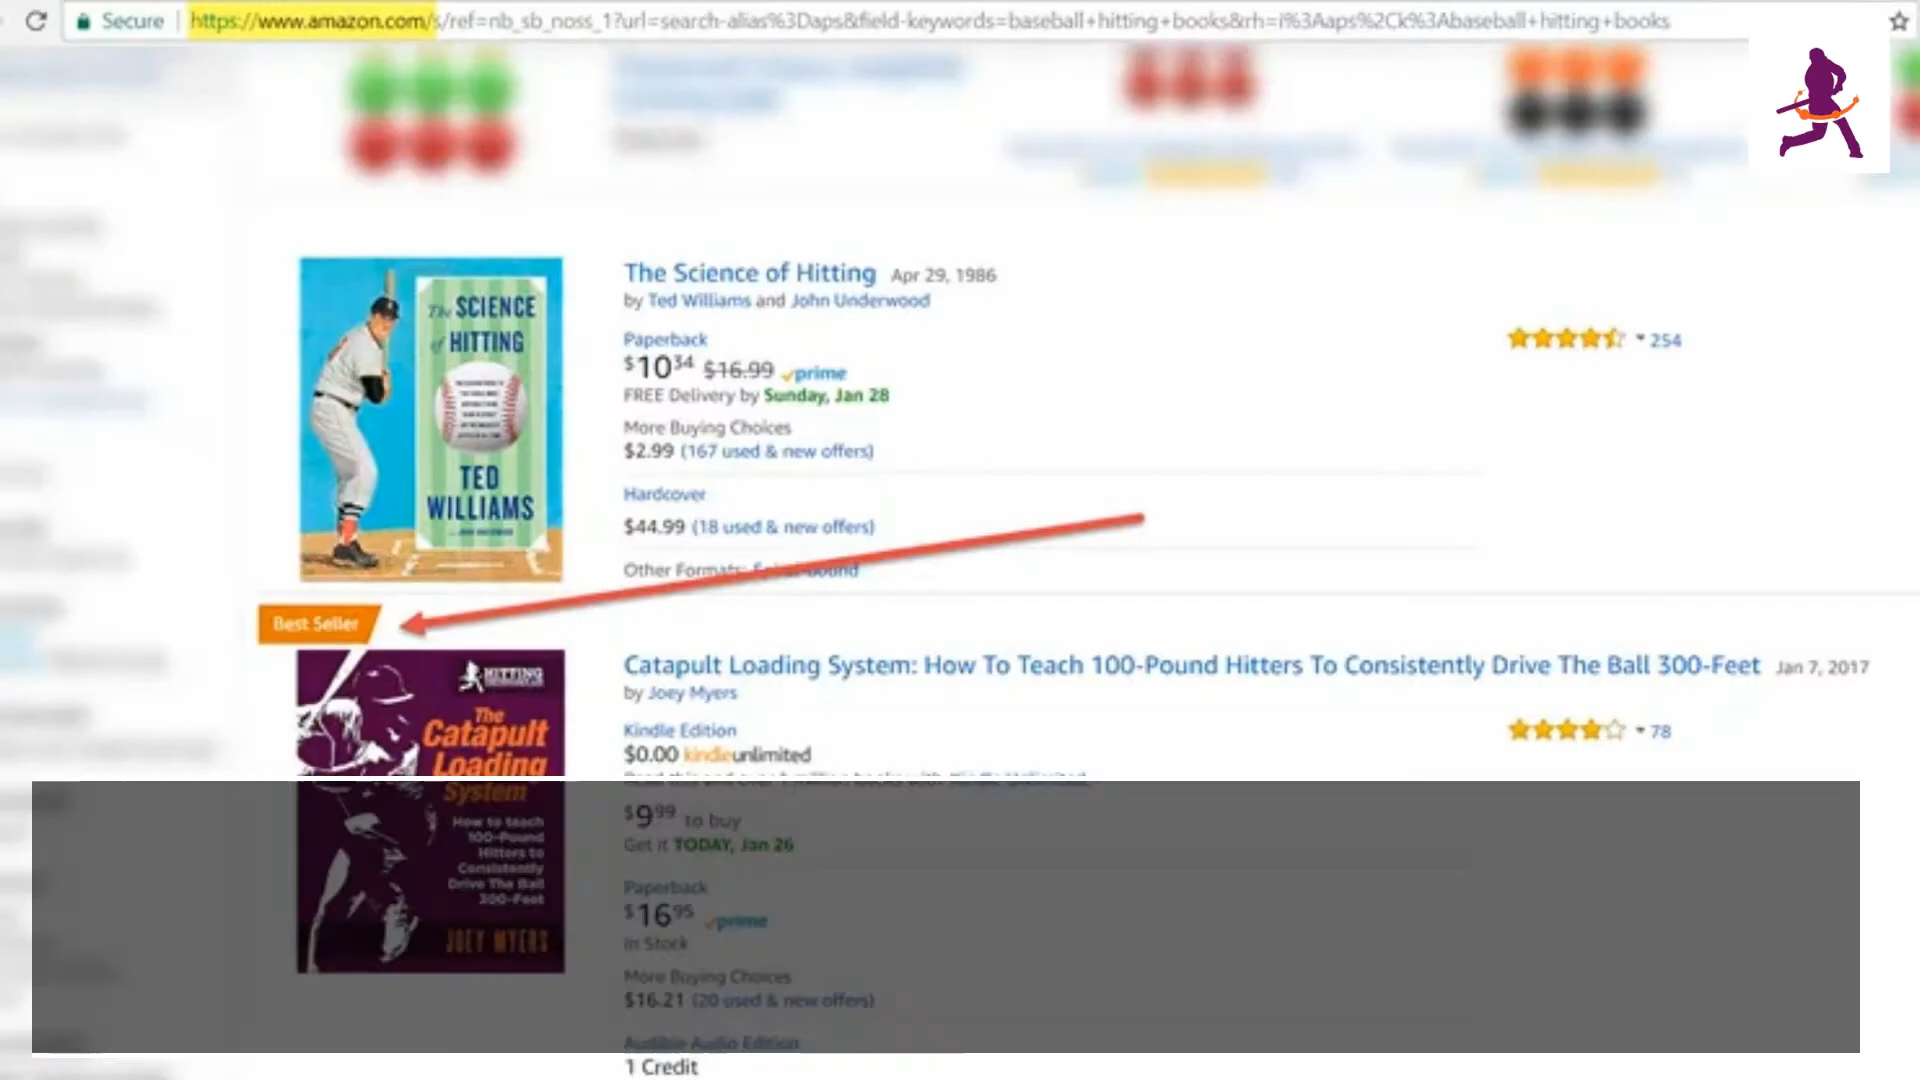 Secure
https://www.amazon.com/s/ref=nb_sb_noss_1?url=search-alias%3Daps&field-keywords=baseball+hitting+books&rh=i%3Aaps%2Ck%3Abaseball+hitting+books
The SCIENCE
of HITTING
TED
WILLIAMS
The Science of Hitting Apr 29, 1986
by Ted Williams and John Underwood
Paperback
$10.34 $16.99 prime
FREE Delivery by Sunday, Jan 28
More Buying Choices
$2.99 (167 used & new offers)
Hardcover
$44.99 (18 used & new offers)
Other Formats: Spiral-bound
254
Best Seller
HITTING
The
Catapult
Loading
System
How to teach
100-Pound
Hitters to
Consistently
Drive The Ball
300-Feet
JOEY MYERS
Catapult Loading System: How To Teach 100-Pound Hitters To Consistently Drive The Ball 300-Feet Jan 7, 2017
by Joey Myers
Kindle Edition
$0.00 kindleunlimited
78
$9.99 to buy
Get it TODAY, Jan 26
Paperback
$16.95 prime
In Stock
More Buying Choices
$16.21 (20 used & new offers)
Audible Audio Edition
1 Credit